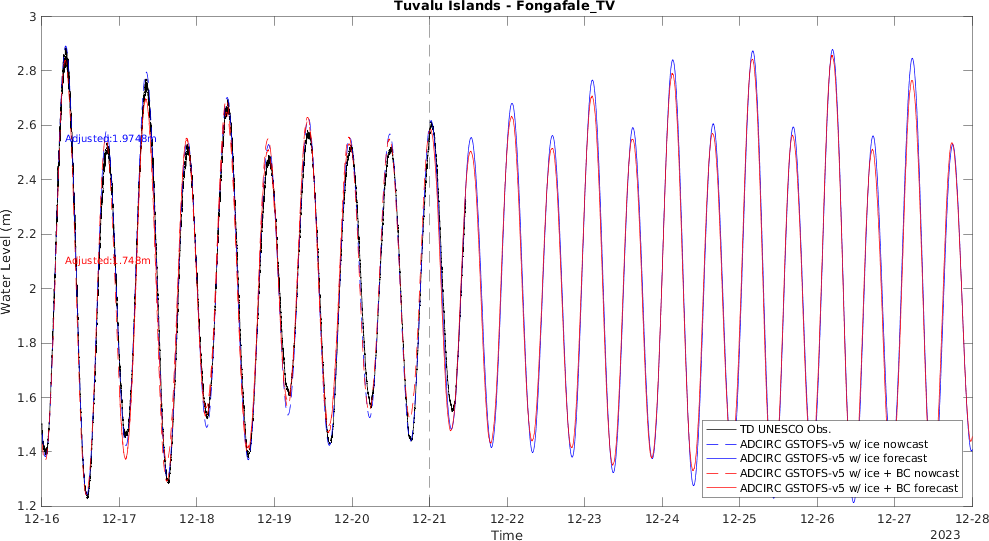 Tuvalu Islands - Fongafale_TV
3
2.8
2.6
2.4
2.2
2
1.8
1.6
1.4
1.2
Water Level (m)
Adjusted:1.9748m
Adjusted:1.748m
TD UNESCO Obs.
ADCIRC GSTOFS-v5 w/ ice nowcast
ADCIRC GSTOFS-v5 w/ ice forecast
ADCIRC GSTOFS-v5 w/ ice + BC nowcast
ADCIRC GSTOFS-v5 w/ ice + BC forecast
12-16 12-17 12-18 12-19 12-20 12-21 12-22 12-23 12-24 12-25 12-26 12-27 12-28
Time
2023